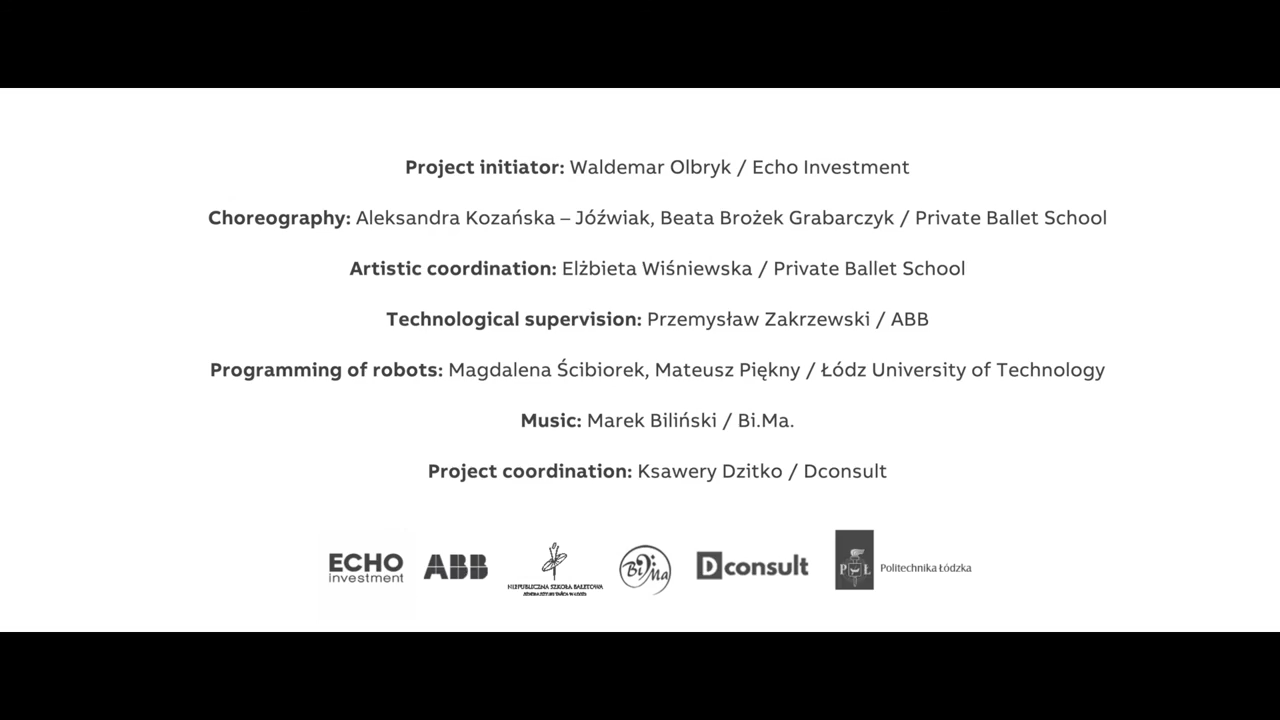 Project initiator: Waldemar Olbryk / Echo Investment
Choreography: Aleksandra Kozańska – Jóźwiak, Beata Brożek Grabarczyk / Private Ballet School
Artistic coordination: Elżbieta Wiśniewska / Private Ballet School
Technological supervision: Przemysław Zakrzewski / ABB
Programming of robots: Magdalena Ścibiorek, Mateusz Piękny / Łódz University of Technology
Music: Marek Biliński / Bi.Ma.
Project coordination: Ksawery Dzitko / Dconsult
ECHO
investment
ABB
NIEPUBLICZNA SZKOŁA BALETOWA
Bi Ma
Dconsult
P Ł
Politechnika Łódzka